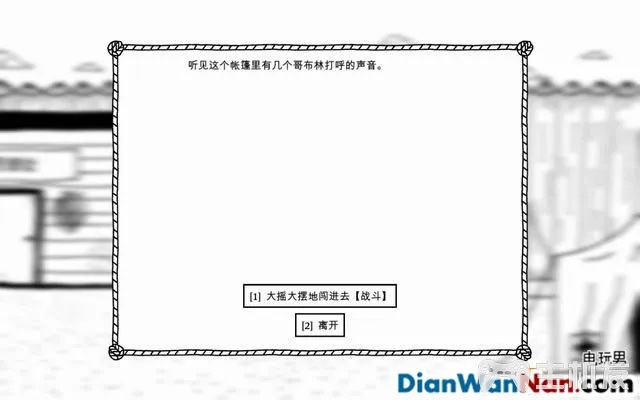 听见这个帐篷里有几个哥布林打呼的声音。
[1] 大摇大摆地闯进去【战斗】
[2] 离开
电玩男
DianWanNan.com